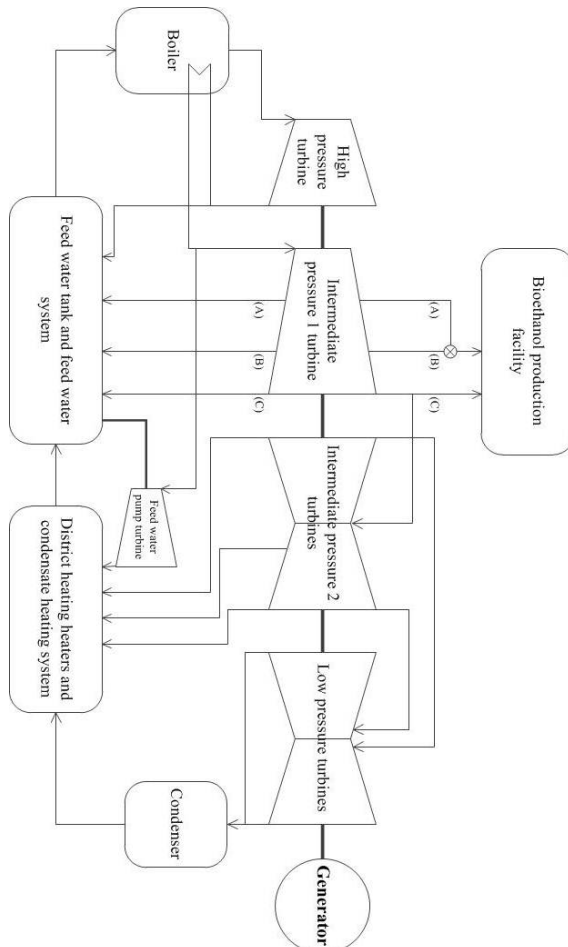 Boiler
High
pressure
turbine
Feed water tank and feed water
system
Intermediate
pressure 1 turbine
(A)
(B)
(C)
(A)
(B)
(C)
Bioethanol production
facility
Feed water
pump turbine
Intermediate pressure 2
turbines
District heating heaters and
condensate heating system
Low pressure turbines
Condenser
Generator